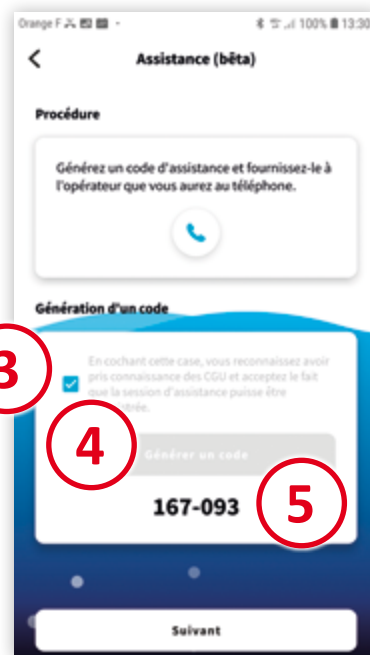 Orange F
100% 13:30
Assistance (bêta)
Procédure
Générez un code d'assistance et fournissez-le à
l'opérateur que vous aurez au téléphone.
Génération d'un code
3
En cochant cette case, vous reconnaissez avoir
pris connaissance des CGU et acceptez le fait
que la session d'assistance puisse être
4
Générer un code
167-093
5
Suivant